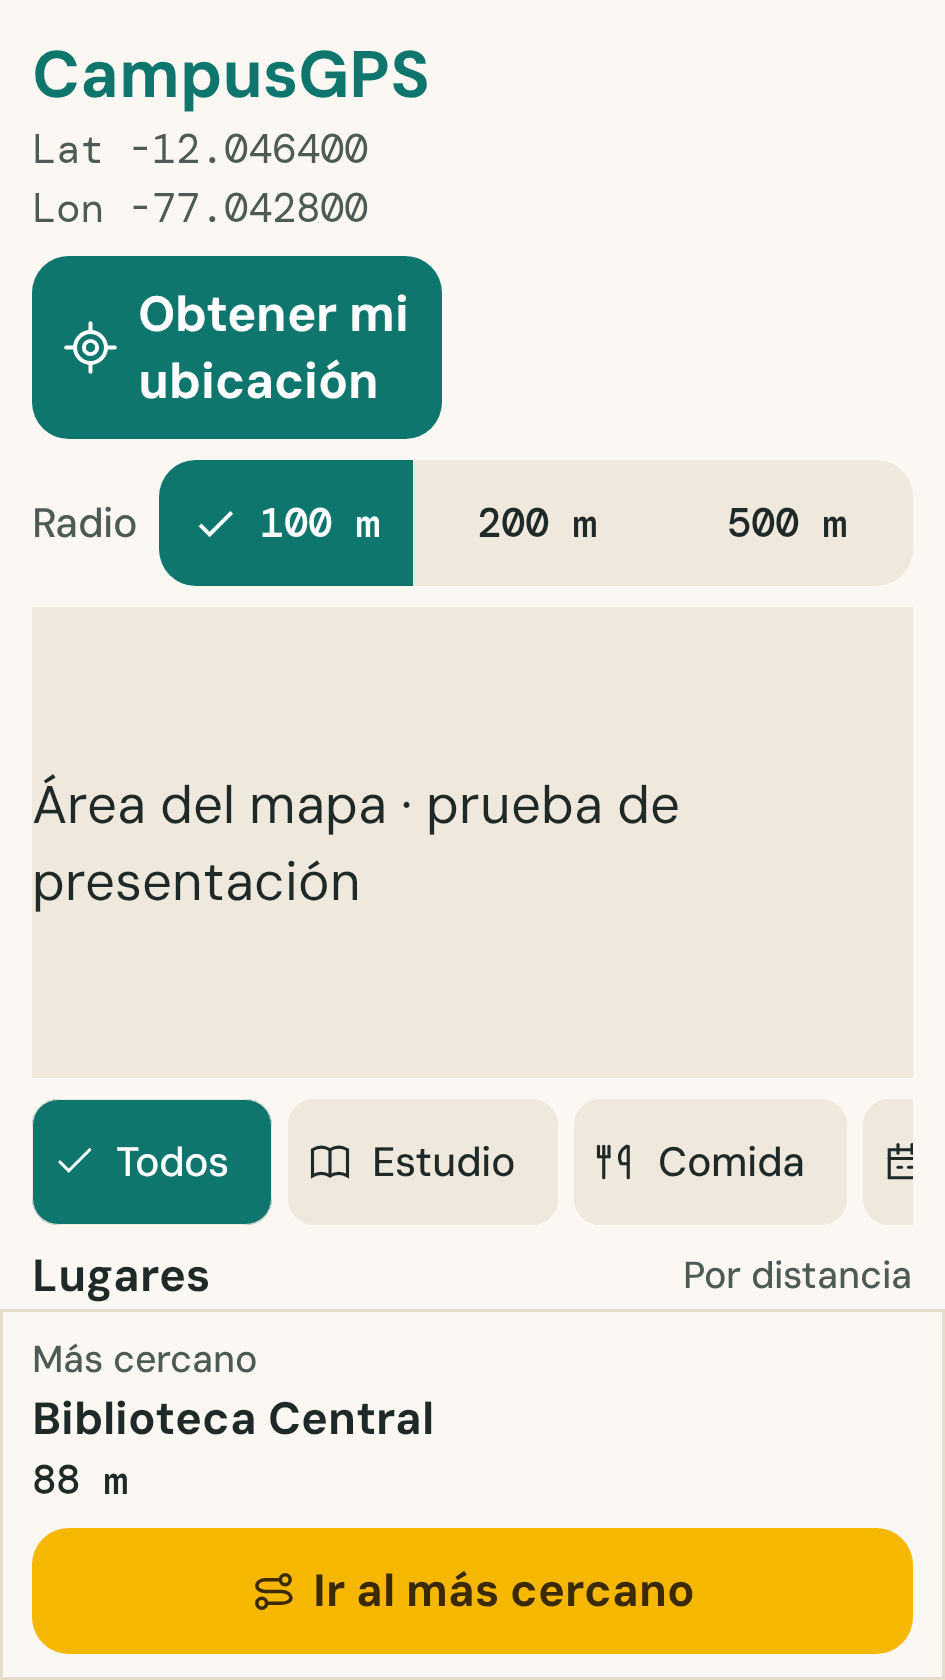 CampusGPS
Lat -12.046400
Lon -77.042800
Obtener mi
ubicación
Radio 100 m 200 m 500 m
Área del mapa · prueba de
presentación
Todos Estudio Comida
Lugares Por distancia
Más cercano
Biblioteca Central
88 m
Ir al más cercano